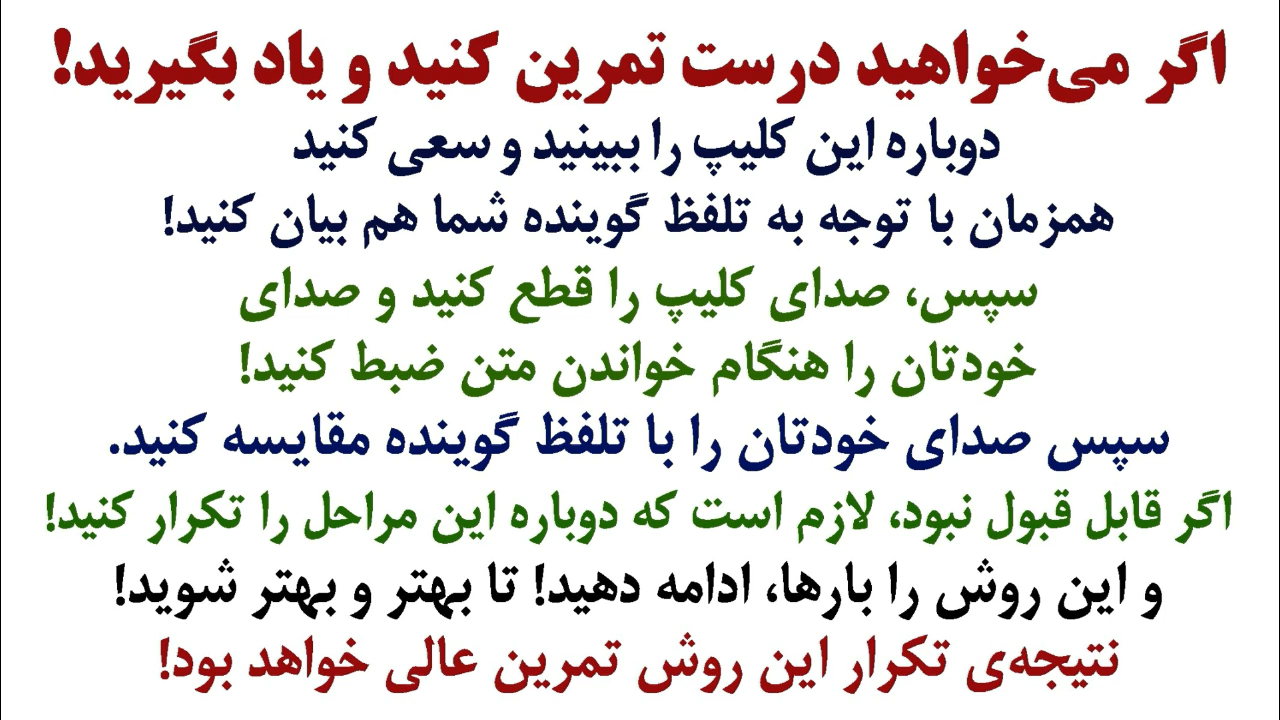 اگر می‌خواهید درست تمرین کنید و یاد بگیرید!
دوباره این کلیپ را ببینید و سعی کنید
همزمان با توجه به تلفظ گوینده شما هم بیان کنید!
سپس، صدای کلیپ را قطع کنید و صدای
خودتان را هنگام خواندن متن ضبط کنید!
سپس صدای خودتان را با تلفظ گوینده مقایسه کنید.
اگر قابل قبول نبود، لازم است که دوباره این مراحل را تکرار کنید!
و این روش را بارها، ادامه دهید! تا بهتر و بهتر شوید!
نتیجه‌ی تکرار این روش تمرین عالی خواهد بود!